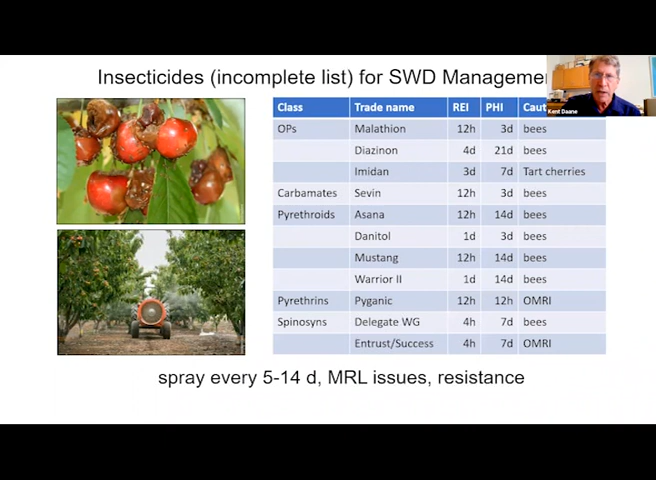 Insecticides (incomplete list) for SWD Manageme
Kent Daane
Class Trade name REI PHI Caut
OPs Malathion 12h 3d bees
Diazinon 4d 21d bees
Imidan 3d 7d Tart cherries
Carbamates Sevin 12h 3d bees
Pyrethroids Asana 12h 14d bees
Danitol 1d 3d bees
Mustang 12h 14d bees
Warrior II 1d 14d bees
Pyrethrins Pyganic 12h 12h OMRI
Spinosyns Delegate WG 4h 7d bees
Entrust/Success 4h 7d OMRI
spray every 5-14 d, MRL issues, resistance